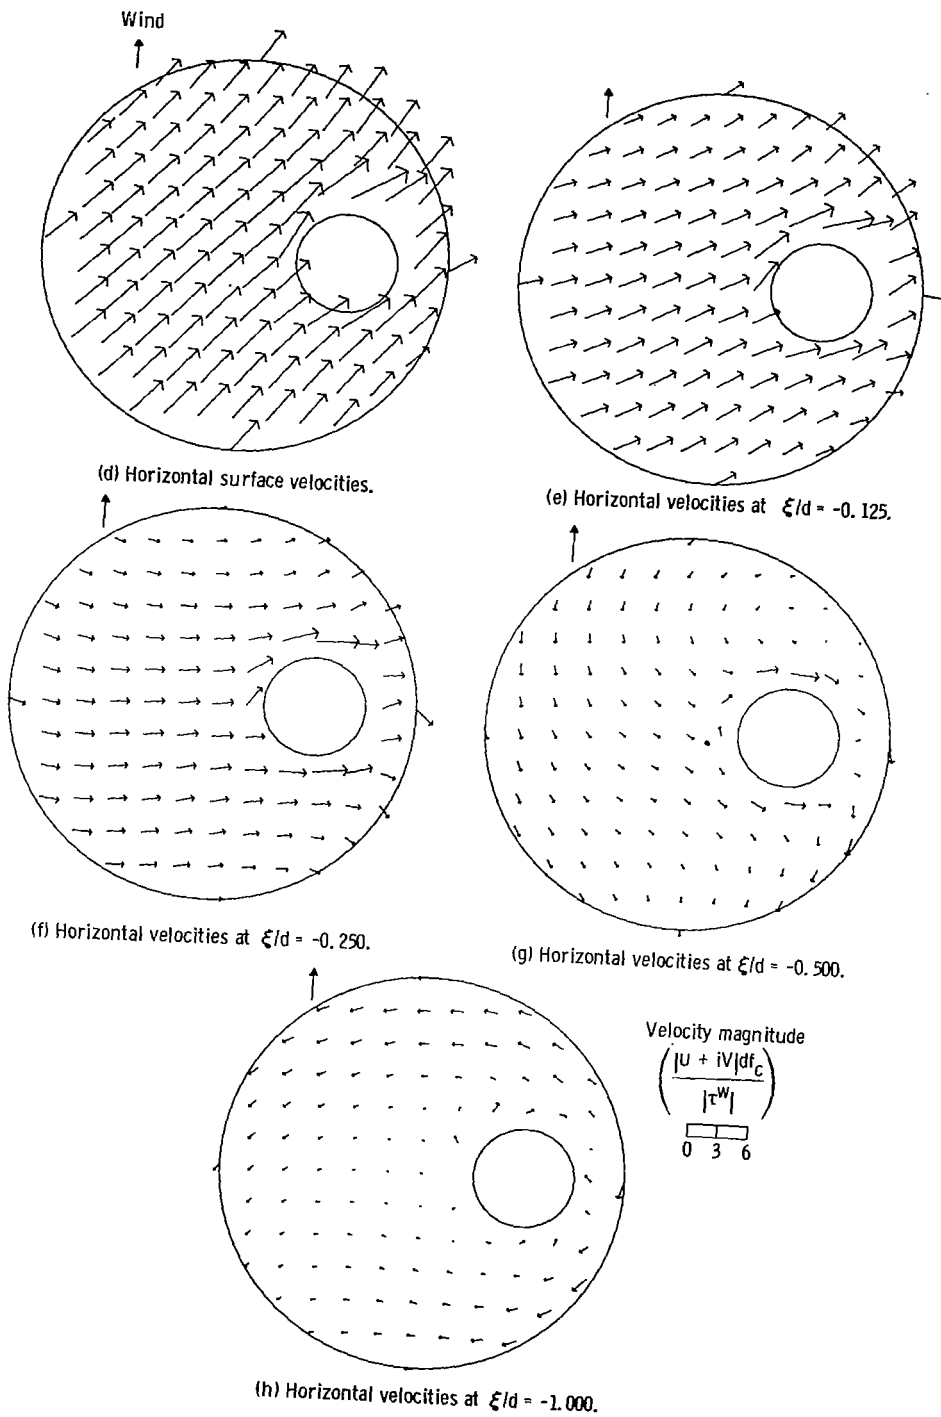 Wind
(d) Horizontal surface velocities.
(e) Horizontal velocities at ξ/d = -0.125.
(f) Horizontal velocities at ξ/d = -0.250.
(g) Horizontal velocities at ξ/d = -0.500.
Velocity magnitude
(|U + iV|df_c
|τ^W|)
0 3 6
(h) Horizontal velocities at ξ/d = -1.000.